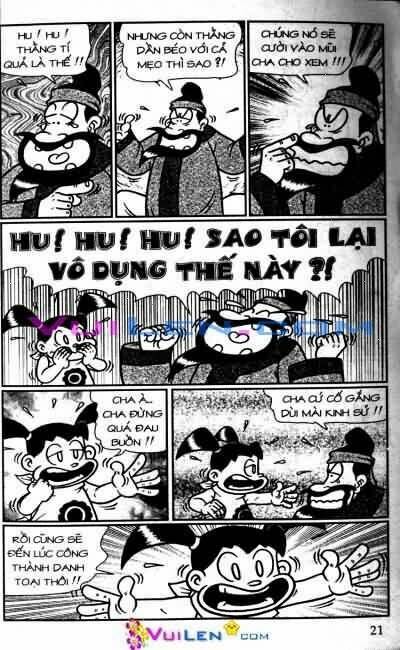 HU! HU!
THẰNG TÍ
QUẢ LÀ THẾ!!
NHƯNG CÒN THẰNG
DẦN BÉO VỚI CẢ
MẸO THÌ SAO?!
CHÚNG NÓ SẼ
CƯỜI VÀO MŨI
CHA CHO XEM!!!
HU! HU! HU! SAO TÔI LẠI
VÔ DỤNG THẾ NÀY?!
VUILEN.COM
CHA À..
CHA ĐỪNG
QUÁ ĐAU
BUỒN!!
CHA CỨ CỐ GẮNG
DÙI MÀI KINH SỬ!!
RỒI CŨNG SẼ
ĐẾN LÚC CÔNG
THÀNH DANH
TOẠI THÔI!
21
VUILEN.COM